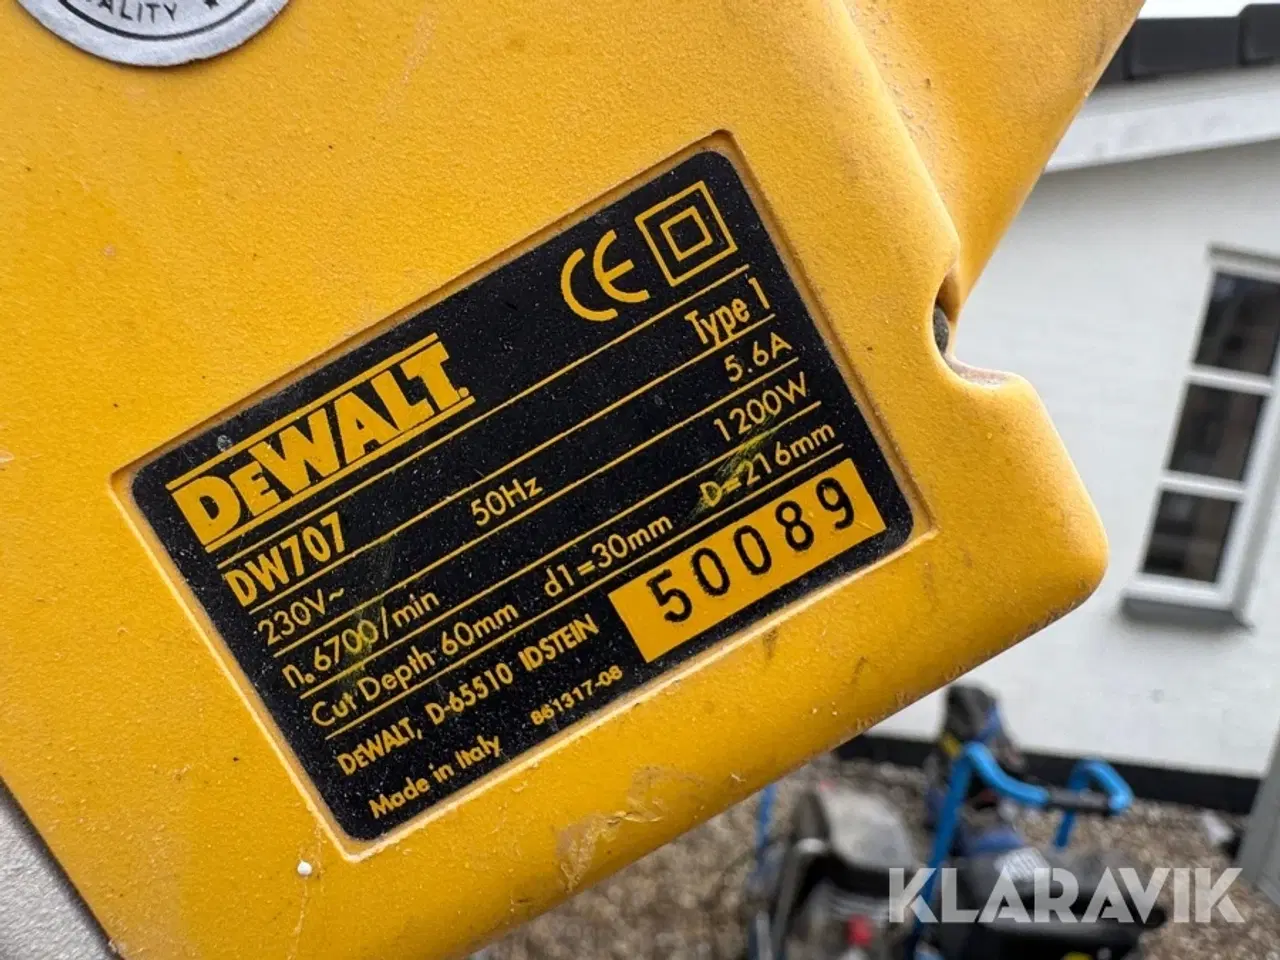 ALITY
CE
DEWALT.
DW707 Type 1
230V~ 50Hz 5.6A
n. 6700/min 1200W
Cut Depth 60mm d1=30mm D=216mm
DEWALT, D-65510 IDSTEIN
50089
Made in Italy 861317-08
KLARAVIK